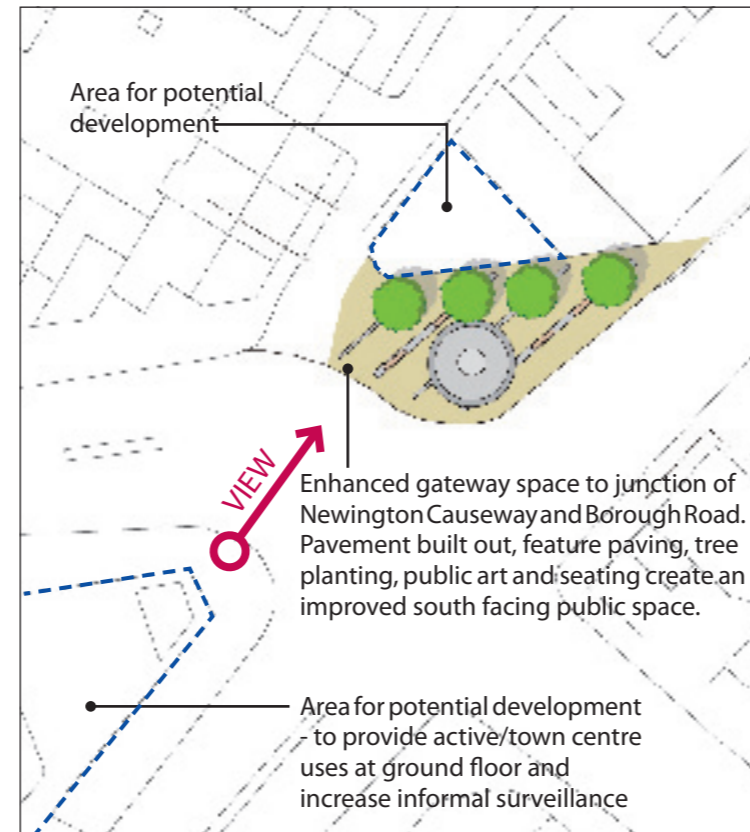 Area for potential
development
VIEW
Enhanced gateway space to junction of
Newington Causeway and Borough Road.
Pavement built out, feature paving, tree
planting, public art and seating create an
improved south facing public space.
Area for potential development
- to provide active/town centre
uses at ground floor and
increase informal surveillance